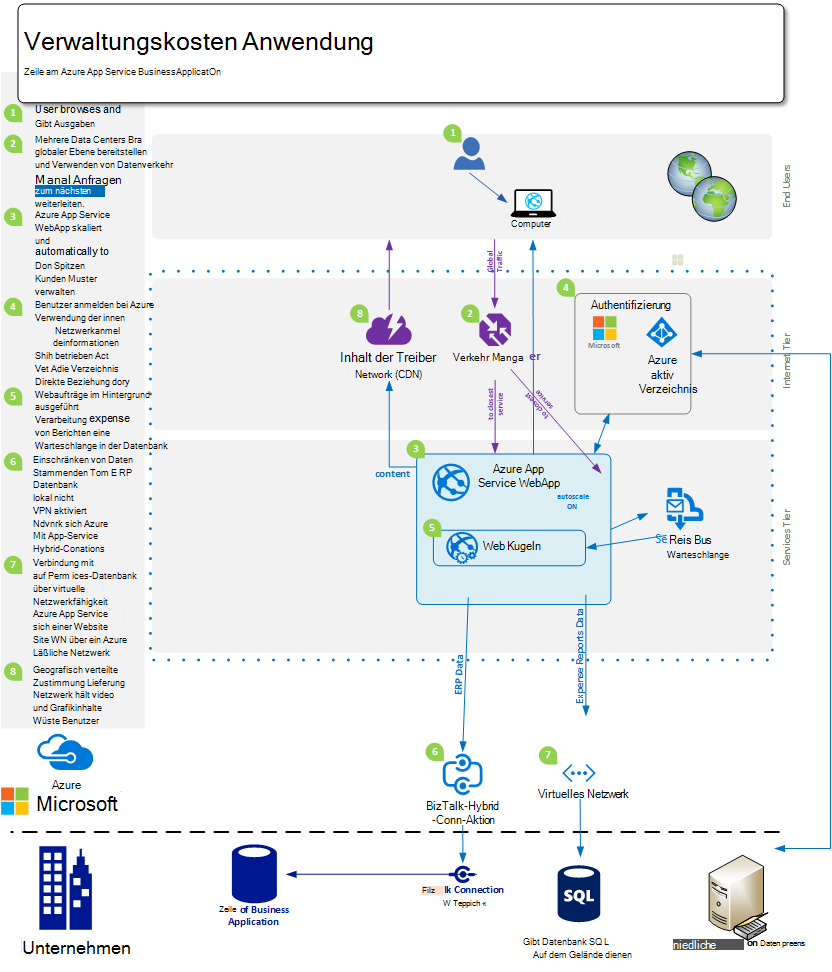 Verwaltungskosten Anwendung
Zeile am Azure App Service BusinessApplicatOn
1
User browses and
Gibt Ausgaben
2
Mehrere Data Centers Bra
globaler Ebene bereitstellen
und Verwenden von Datenverkehr
Manal Anfragen
zum nächsten
weiterleiten.
3
Azure App Service
WebApp skaliert
und
automatically to
Don Spitzen
Kunden Muster
verwalten
4
Benutzer anmelden bei Azure
Verwendung der innen
Netzwerkanmel
deinformationen
Shih betrieben Act
Vet Adie Verzeichnis
Direkte Beziehung dory
5
Webaufträge im Hintergrund
ausgeführt
Verarbeitung expense
von Berichten eine
Warteschlange in der Datenbank
6
Einschränken von Daten
Stammenden Tom E RP
Datenbank
lokal nicht
VPN aktiviert
Ndvnrk sich Azure
Mit App-Service
Hybrid-Conations
7
Verbindung mit
auf Perm ices-Datenbank
über virtuelle
Netzwerkfähigkeit
Azure App Service
sich einer Website
Site WN über ein Azure
Läßliche Netzwerk
8
Geografisch verteilte
Zustimmung Lieferung
Netzwerk hält video
und Grafikinhalte
Wüste Benutzer
Azure
Microsoft
1
Computer
End Users
Global
Traffic
8
Inhalt der Treiber
Network (CDN)
2
Verkehr Manga er
4
Authentifizierung
Microsoft
Azure
aktiv
Verzeichnis
Internet Tier
to closest
service
to closest
service
content
3
Azure App
Service WebApp
autoscale
ON
5
Web Kugeln
SE Reis Bus
Warteschlange
Services Tier
ERP Data
Expense Reports Data
6
BizTalk-Hybrid
-Conn-Aktion
7
Virtuelles Netzwerk
Unternehmen
Zeile of Business
Application
Filz lk Connection
W Teppich «
SQL
Gibt Datenbank SQ L
Auf dem Gelände dienen
niedliche on Daten preens